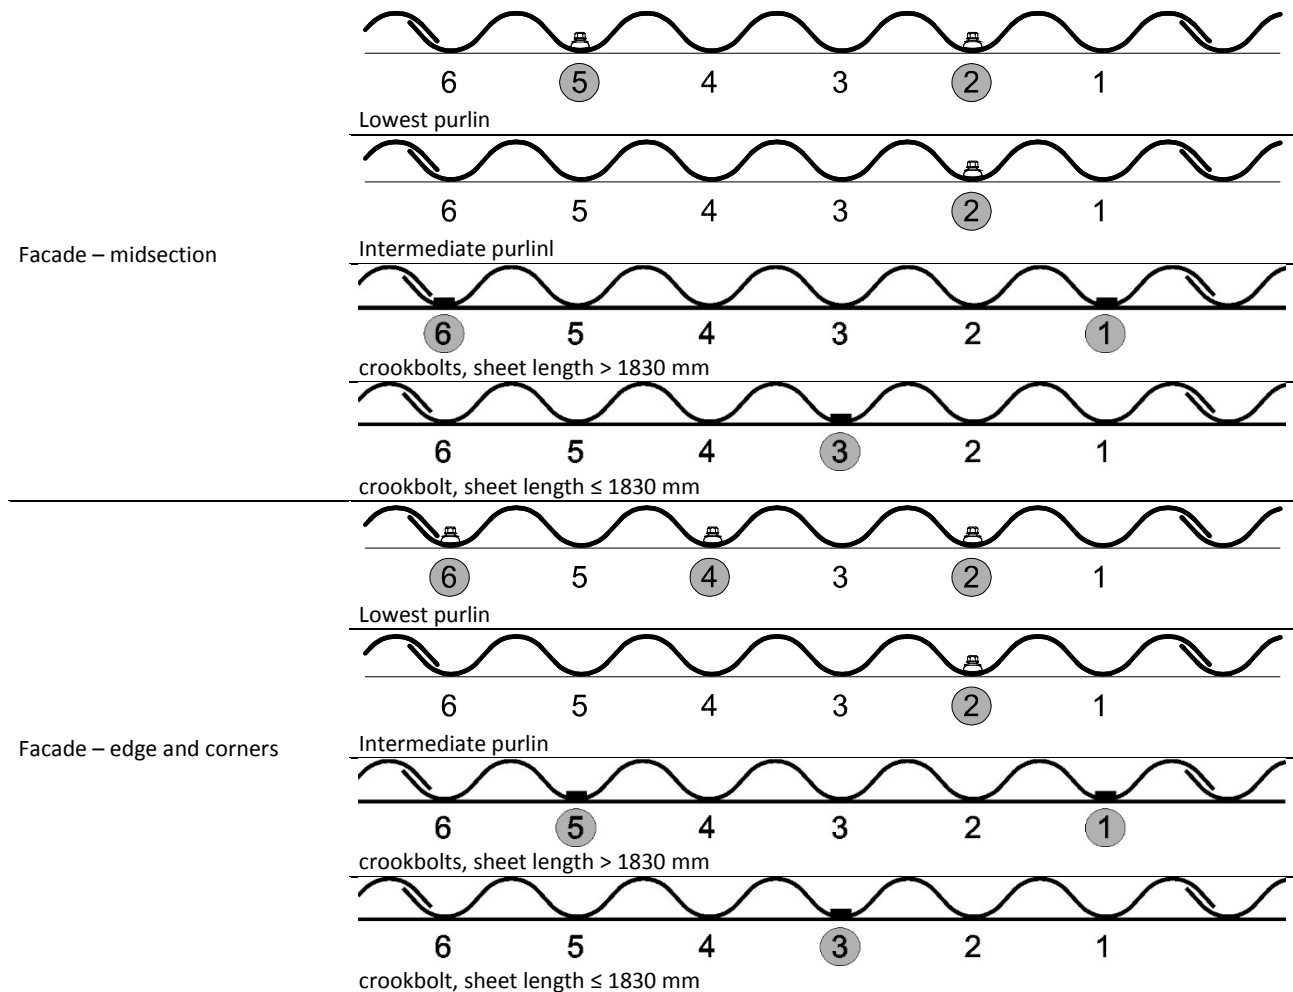 6 5 4 3 2 1
Lowest purlin
6 5 4 3 2 1
Facade – midsection
Intermediate purlinl
6 5 4 3 2 1
crookbolts, sheet length > 1830 mm
6 5 4 3 2 1
crookbolt, sheet length ≤ 1830 mm
6 5 4 3 2 1
Lowest purlin
6 5 4 3 2 1
Facade – edge and corners
Intermediate purlin
6 5 4 3 2 1
crookbolts, sheet length > 1830 mm
6 5 4 3 2 1
crookbolt, sheet length ≤ 1830 mm